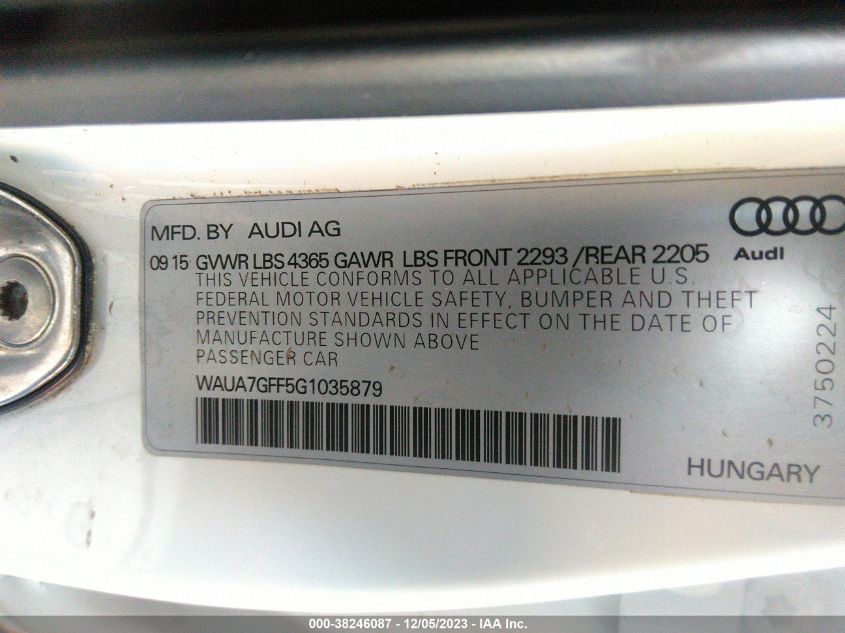 MFD. BY AUDI AG
09 15 GVWR LBS 4365 GAWR LBS FRONT 2293 /REAR 2205
Audi
THIS VEHICLE CONFORMS TO ALL APPLICABLE U.S.
FEDERAL MOTOR VEHICLE SAFETY, BUMPER AND THEFT
PREVENTION STANDARDS IN EFFECT ON THE DATE OF
MANUFACTURE SHOWN ABOVE
PASSENGER CAR
WAUA7GFF5G1035879
3750224
HUNGARY
000-38246087 - 12/05/2023 - IAA Inc.